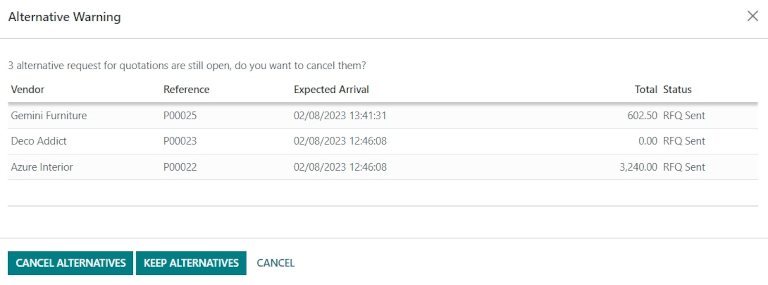 Alternative Warning
3 alternative request for quotations are still open, do you want to cancel them?
Vendor Reference Expected Arrival Total Status
Gemini Furniture P00025 02/08/2023 13:41:31 602.50 RFQ Sent
Deco Addict P00023 02/08/2023 12:46:08 0.00 RFQ Sent
Azure Interior P00022 02/08/2023 12:46:08 3,240.00 RFQ Sent
CANCEL ALTERNATIVES KEEP ALTERNATIVES CANCEL